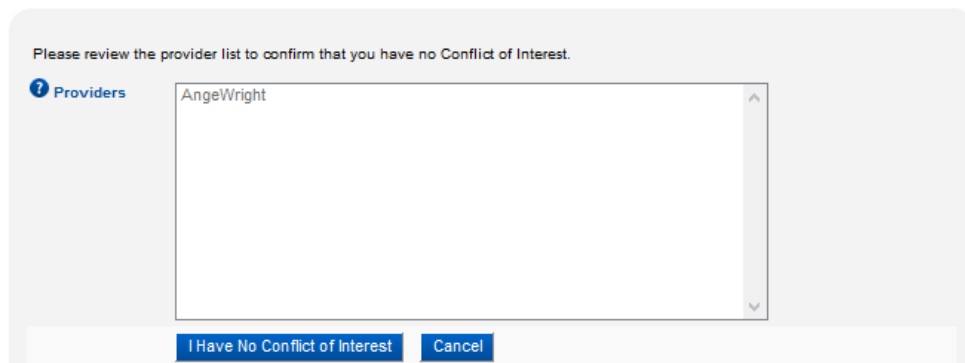 Please review the provider list to confirm that you have no Conflict of Interest.
? Providers
AngeWright
I Have No Conflict of Interest
Cancel